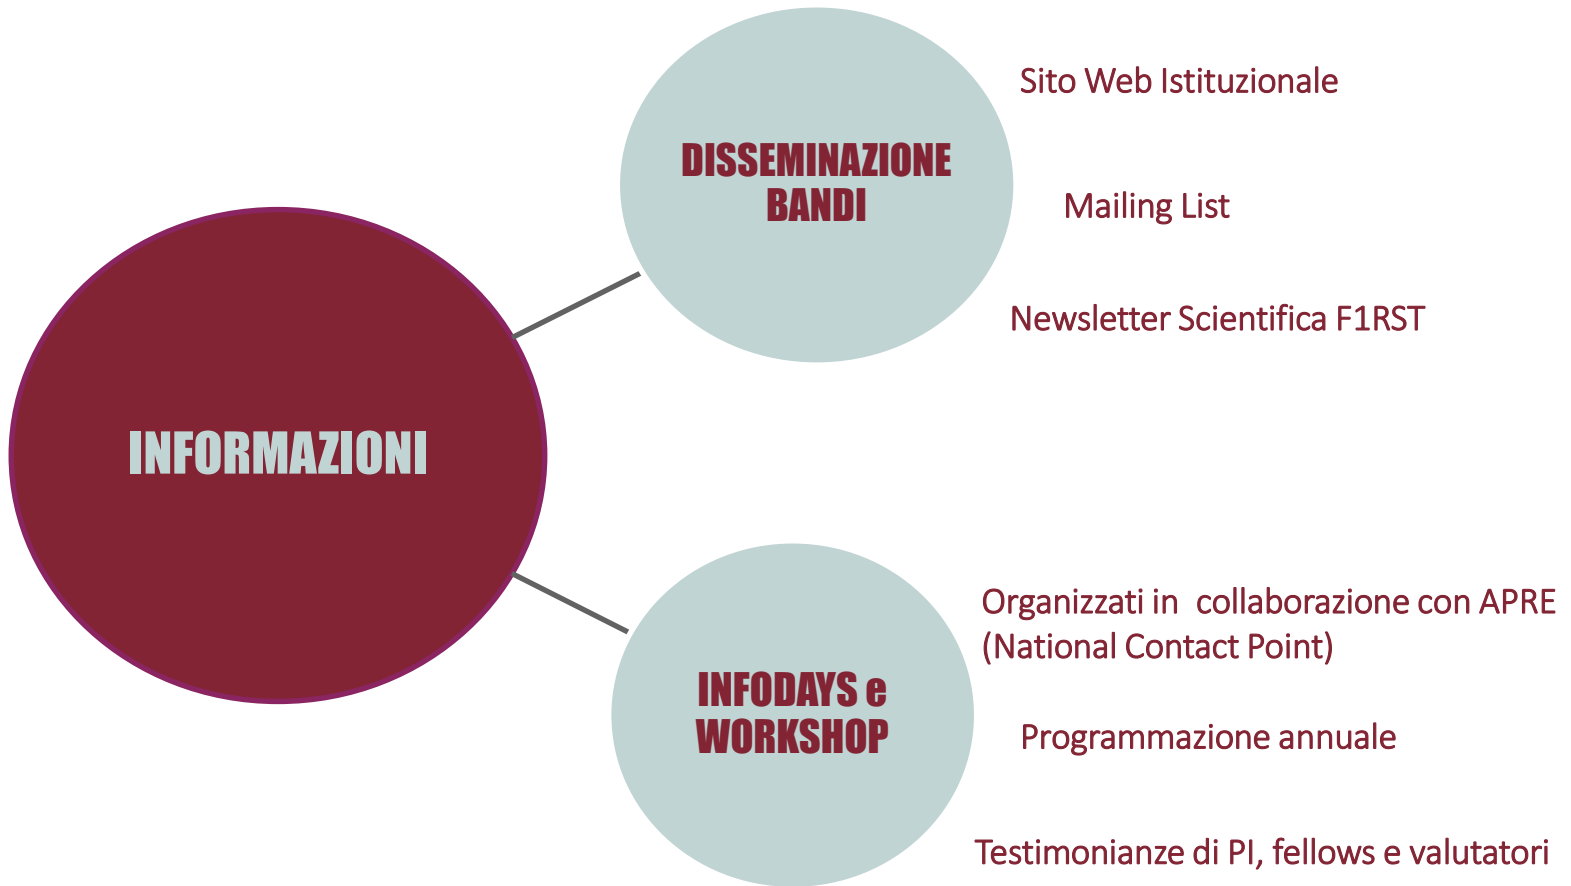 INFORMAZIONI
DISSEMINAZIONE
BANDI
Sito Web Istituzionale
Mailing List
Newsletter Scientifica F1RST
INFODAYS e
WORKSHOP
Organizzati in  collaborazione con APRE
(National Contact Point)
Programmazione annuale
Testimonianze di PI, fellows e valutatori